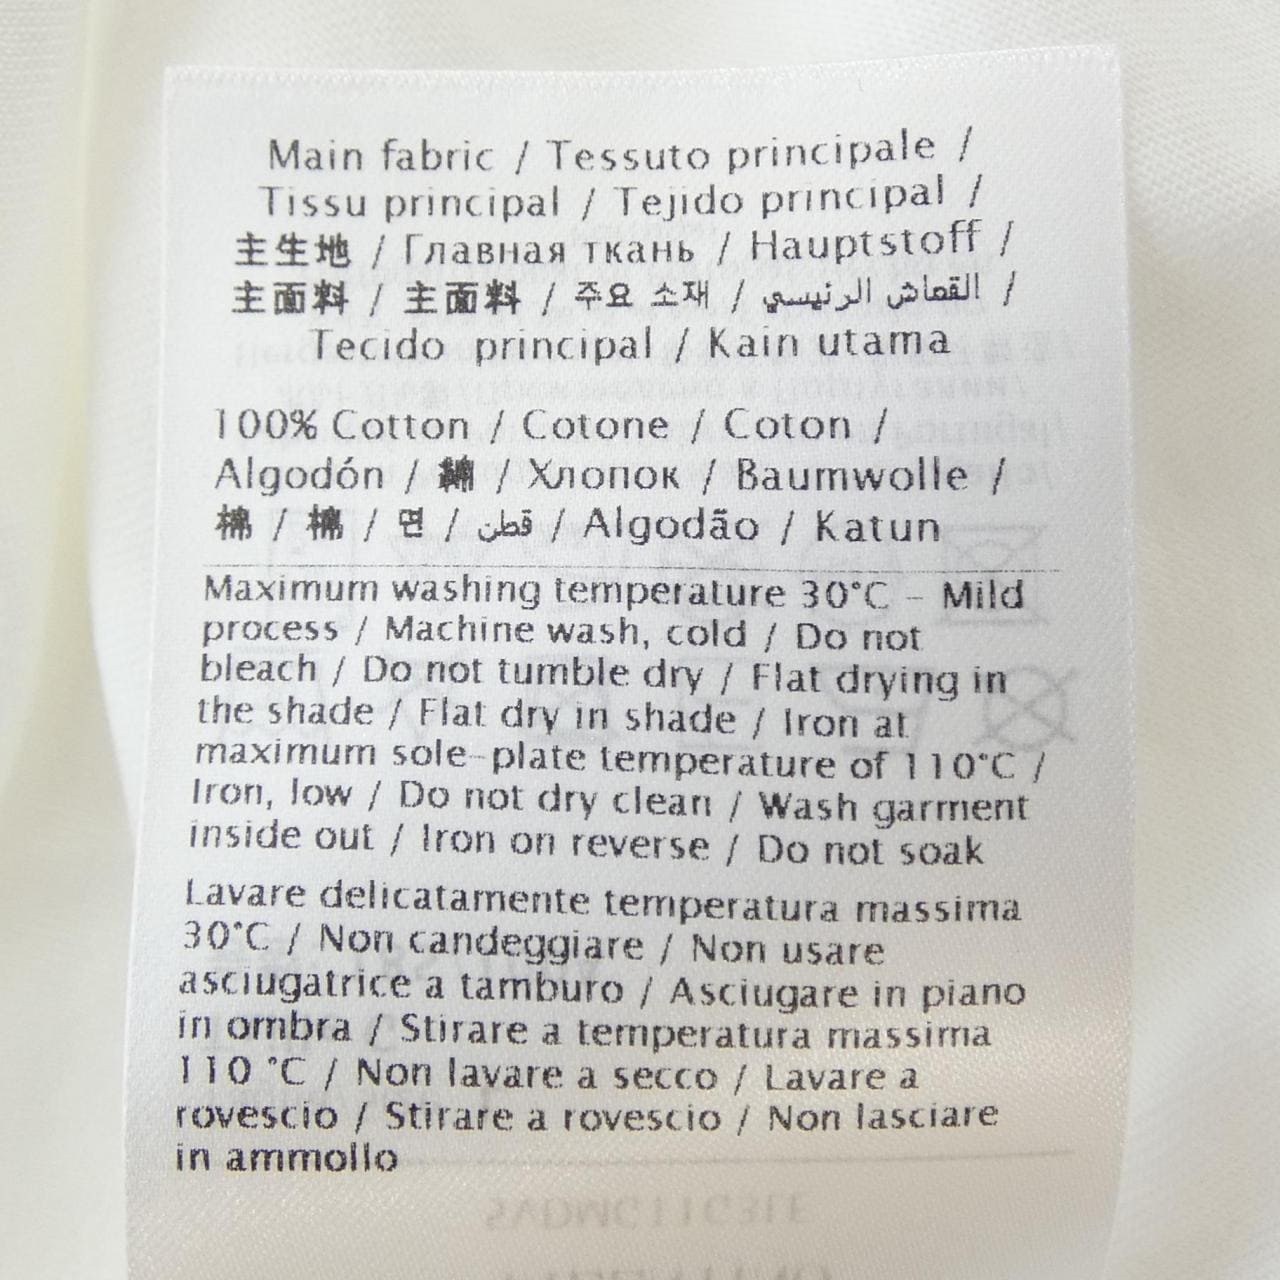 Main fabric / Tessuto principale /
Tissu principal / Tejido principal /
主生地 / Главная ткань / Hauptstoff /
主面料 / 主面料 / 주요 소재 / القماش الرئيسي /
Tecido principal / Kain utama
100% Cotton / Cotone / Coton /
Algodón / 綿 / Хлопок / Baumwolle /
棉 / 棉 / 면 / قطن / Algodão / Katun
Maximum washing temperature 30°C – Mild
process / Machine wash, cold / Do not
bleach / Do not tumble dry / Flat drying in
the shade / Flat dry in shade / Iron at
maximum sole-plate temperature of 110°C /
Iron, low / Do not dry clean / Wash garment
inside out / Iron on reverse / Do not soak
Lavare delicatamente temperatura massima
30°C / Non candeggiare / Non usare
asciugatrice a tamburo / Asciugare in piano
in ombra / Stirare a temperatura massima
110 °C / Non lavare a secco / Lavare a
rovescio / Stirare a rovescio / Non lasciare
in ammollo